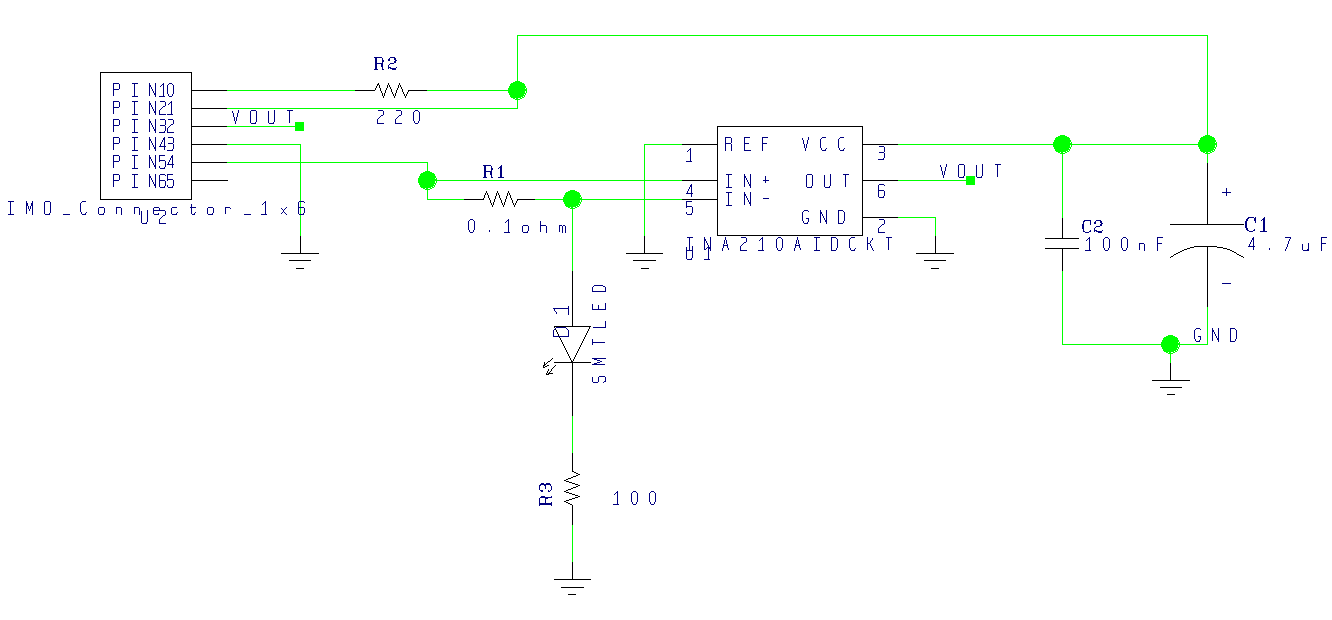 R2
220
PIN10
PIN21
PIN32
PIN43
PIN54
PIN65
VOUT
IMO_Connector_1x6
U2
R1
0.1ohm
REF
VCC
IN+
OUT
IN-
GND
1
4
5
3
6
2
VOUT
INA210AIDCKT
U1
C2
100nF
+
C1
4.7uF
-
GND
D1
SMTLED
R3
100